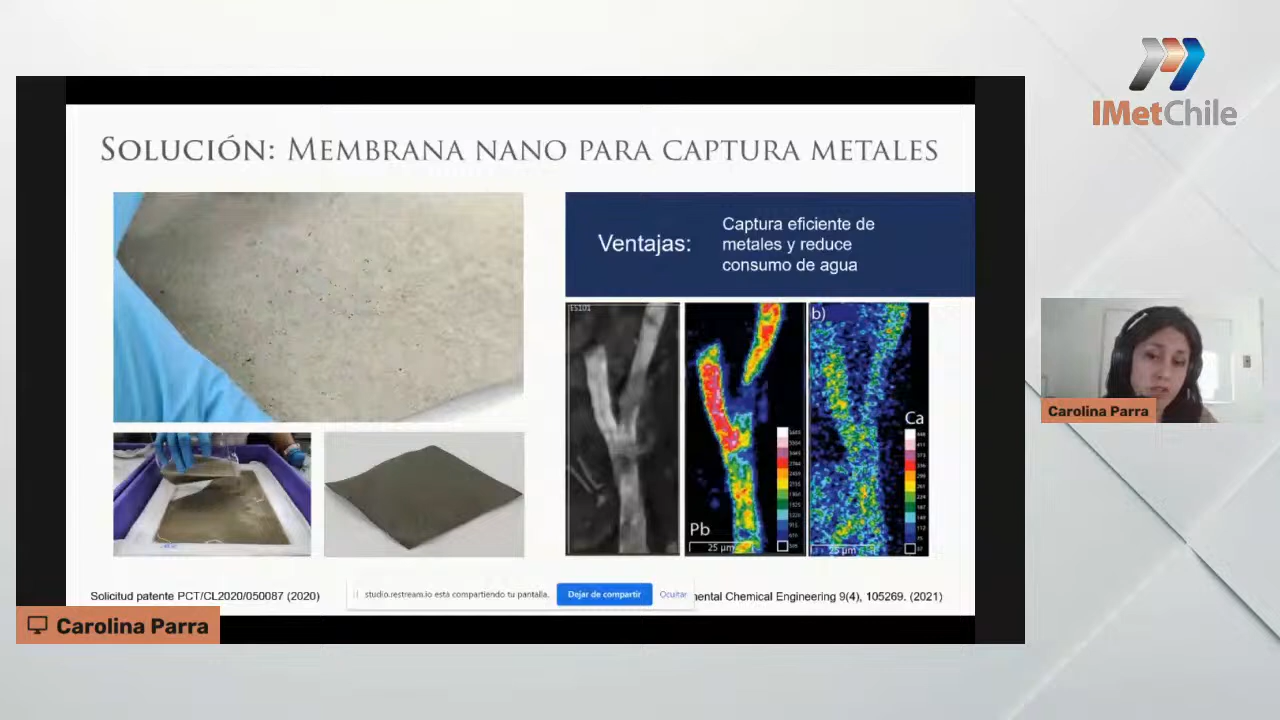 IMetChile
SOLUCIÓN: MEMBRANA NANO PARA CAPTURA METALES
Ventajas:
Captura eficiente de
metales y reduce
consumo de agua
b)
Ca
Pb
25 µm
25 µm
Carolina Parra
Solicitud patente PCT/CL2020/050087 (2020)
studio.restream.io está compartiendo tu pantalla.
Dejar de compartir
Ocultar
ental Chemical Engineering 9(4), 105269. (2021)
Carolina Parra